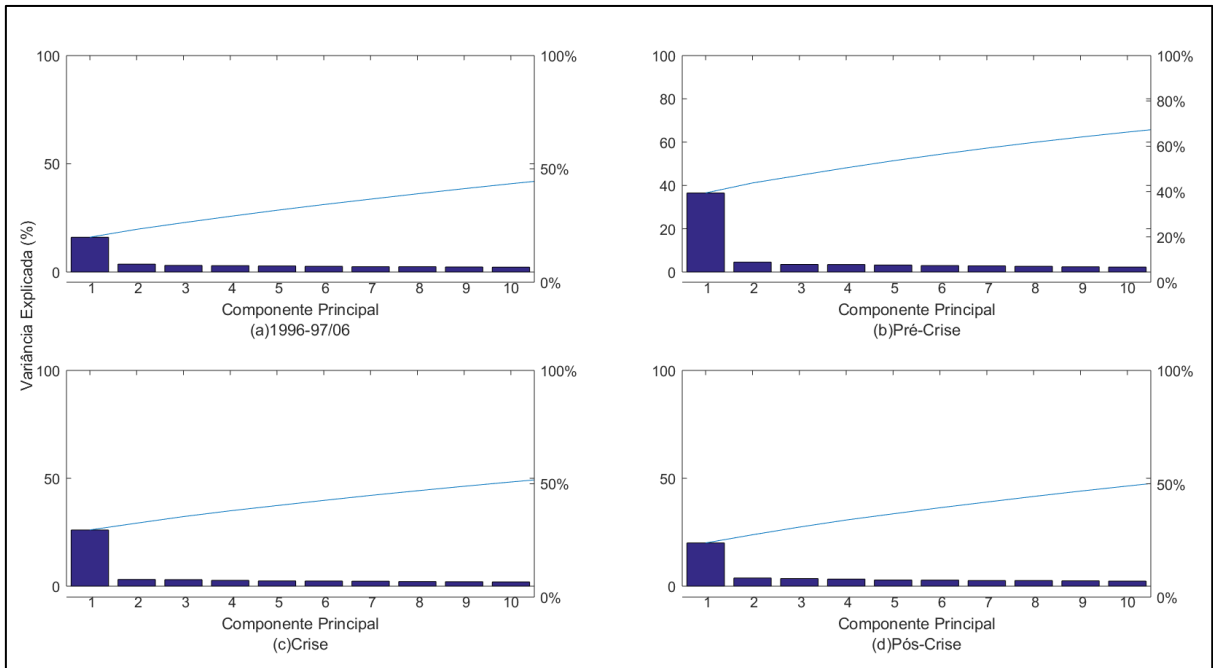 Variância Explicada (%)
100
50
0
100%
50%
0%
1 2 3 4 5 6 7 8 9 10
Componente Principal
(a)1996-97/06
100
80
60
40
20
0
100%
80%
60%
40%
20%
0%
1 2 3 4 5 6 7 8 9 10
Componente Principal
(b)Pré-Crise
100
50
0
100%
50%
0%
1 2 3 4 5 6 7 8 9 10
Componente Principal
(c)Crise
100
50
0
100%
50%
0%
1 2 3 4 5 6 7 8 9 10
Componente Principal
(d)Pós-Crise